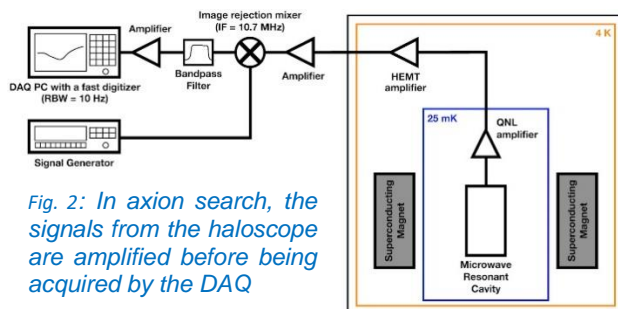 Image rejection mixer
(IF = 10.7 MHz)
Amplifier
4 K
Bandpass
Filter
Amplifier
HEMT
amplifier
DAQ PC with a fast digitizer
(RBW = 10 Hz)
25 mK
QNL
amplifier
Signal Generator
Superconducting
Magnet
Superconducting
Magnet
Microwave
Resonant
Cavity
Fig. 2: In axion search, the
signals from the haloscope
are amplified before being
acquired by the DAQ